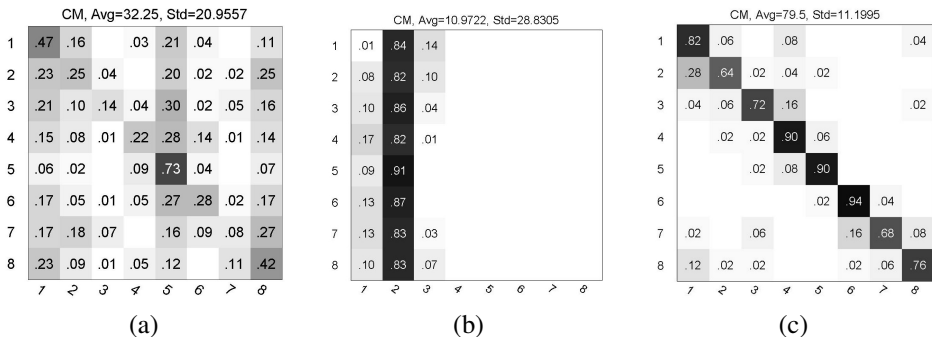 CM, Avg=32.25, Std=20.9557
1 .47 .16 .03 .21 .04 .11
2 .23 .25 .04 .20 .02 .02 .25
3 .21 .10 .14 .04 .30 .02 .05 .16
4 .15 .08 .01 .22 .28 .14 .01 .14
5 .06 .02 .09 .73 .04 .07
6 .17 .05 .01 .05 .27 .28 .02 .17
7 .17 .18 .07 .16 .09 .08 .27
8 .23 .09 .01 .05 .12 .11 .42
1 2 3 4 5 6 7 8
(a)
CM, Avg=10.9722, Std=28.8305
1 .01 .84 .14
2 .08 .82 .10
3 .10 .86 .04
4 .17 .82 .01
5 .09 .91
6 .13 .87
7 .13 .83 .03
8 .10 .83 .07
1 2 3 4 5 6 7 8
(b)
CM, Avg=79.5, Std=11.1995
1 .82 .06 .08 .04
2 .28 .64 .02 .04 .02
3 .04 .06 .72 .16 .02
4 .02 .02 .90 .06
5 .02 .08 .90
6 .02 .94 .04
7 .02 .06 .16 .68 .08
8 .12 .02 .02 .02 .06 .76
1 2 3 4 5 6 7 8
(c)